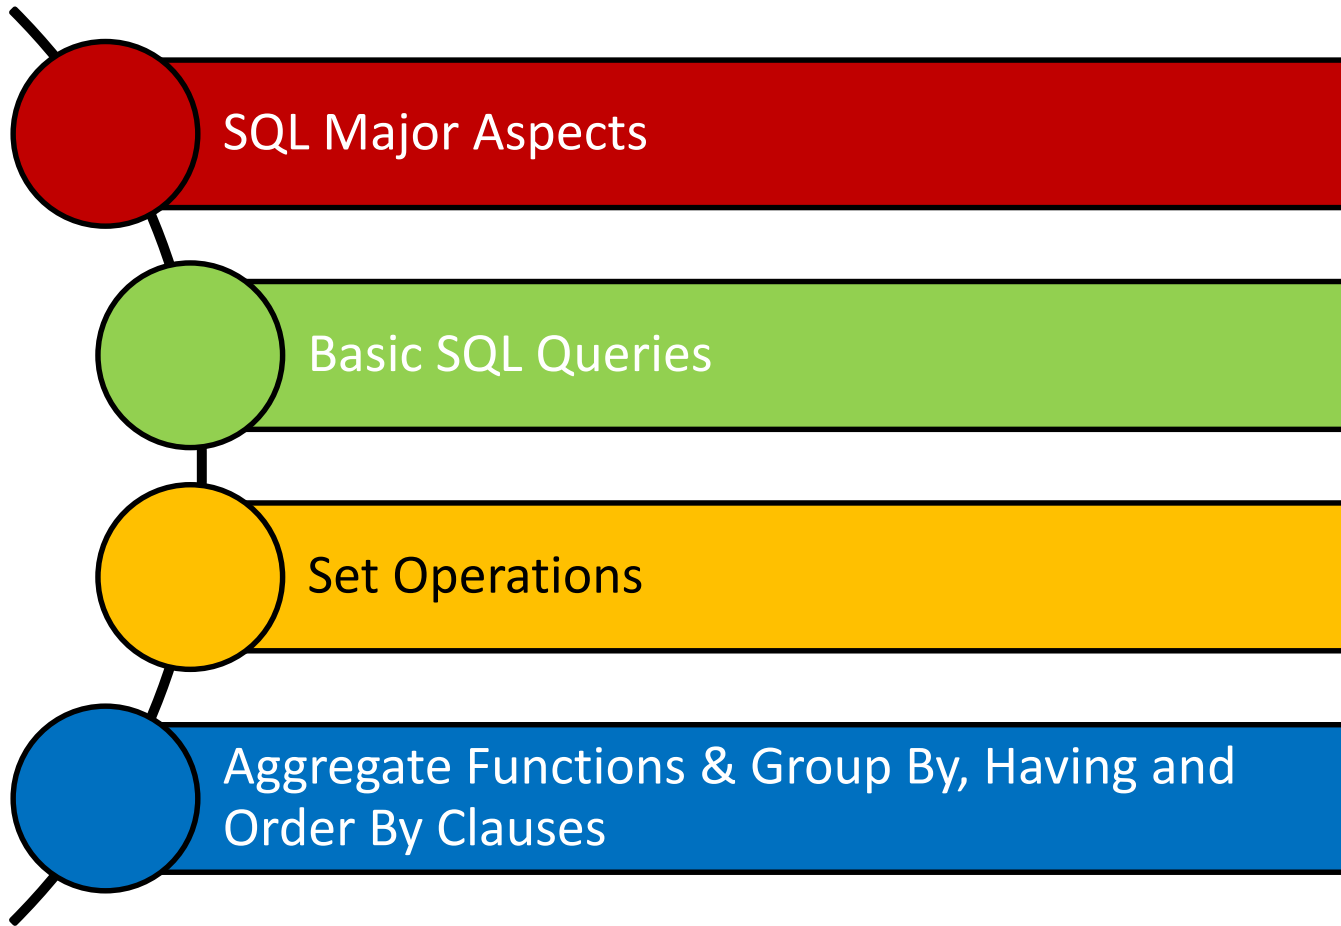 SQL Major Aspects
Basic SQL Queries
Set Operations
Aggregate Functions & Group By, Having and
Order By Clauses